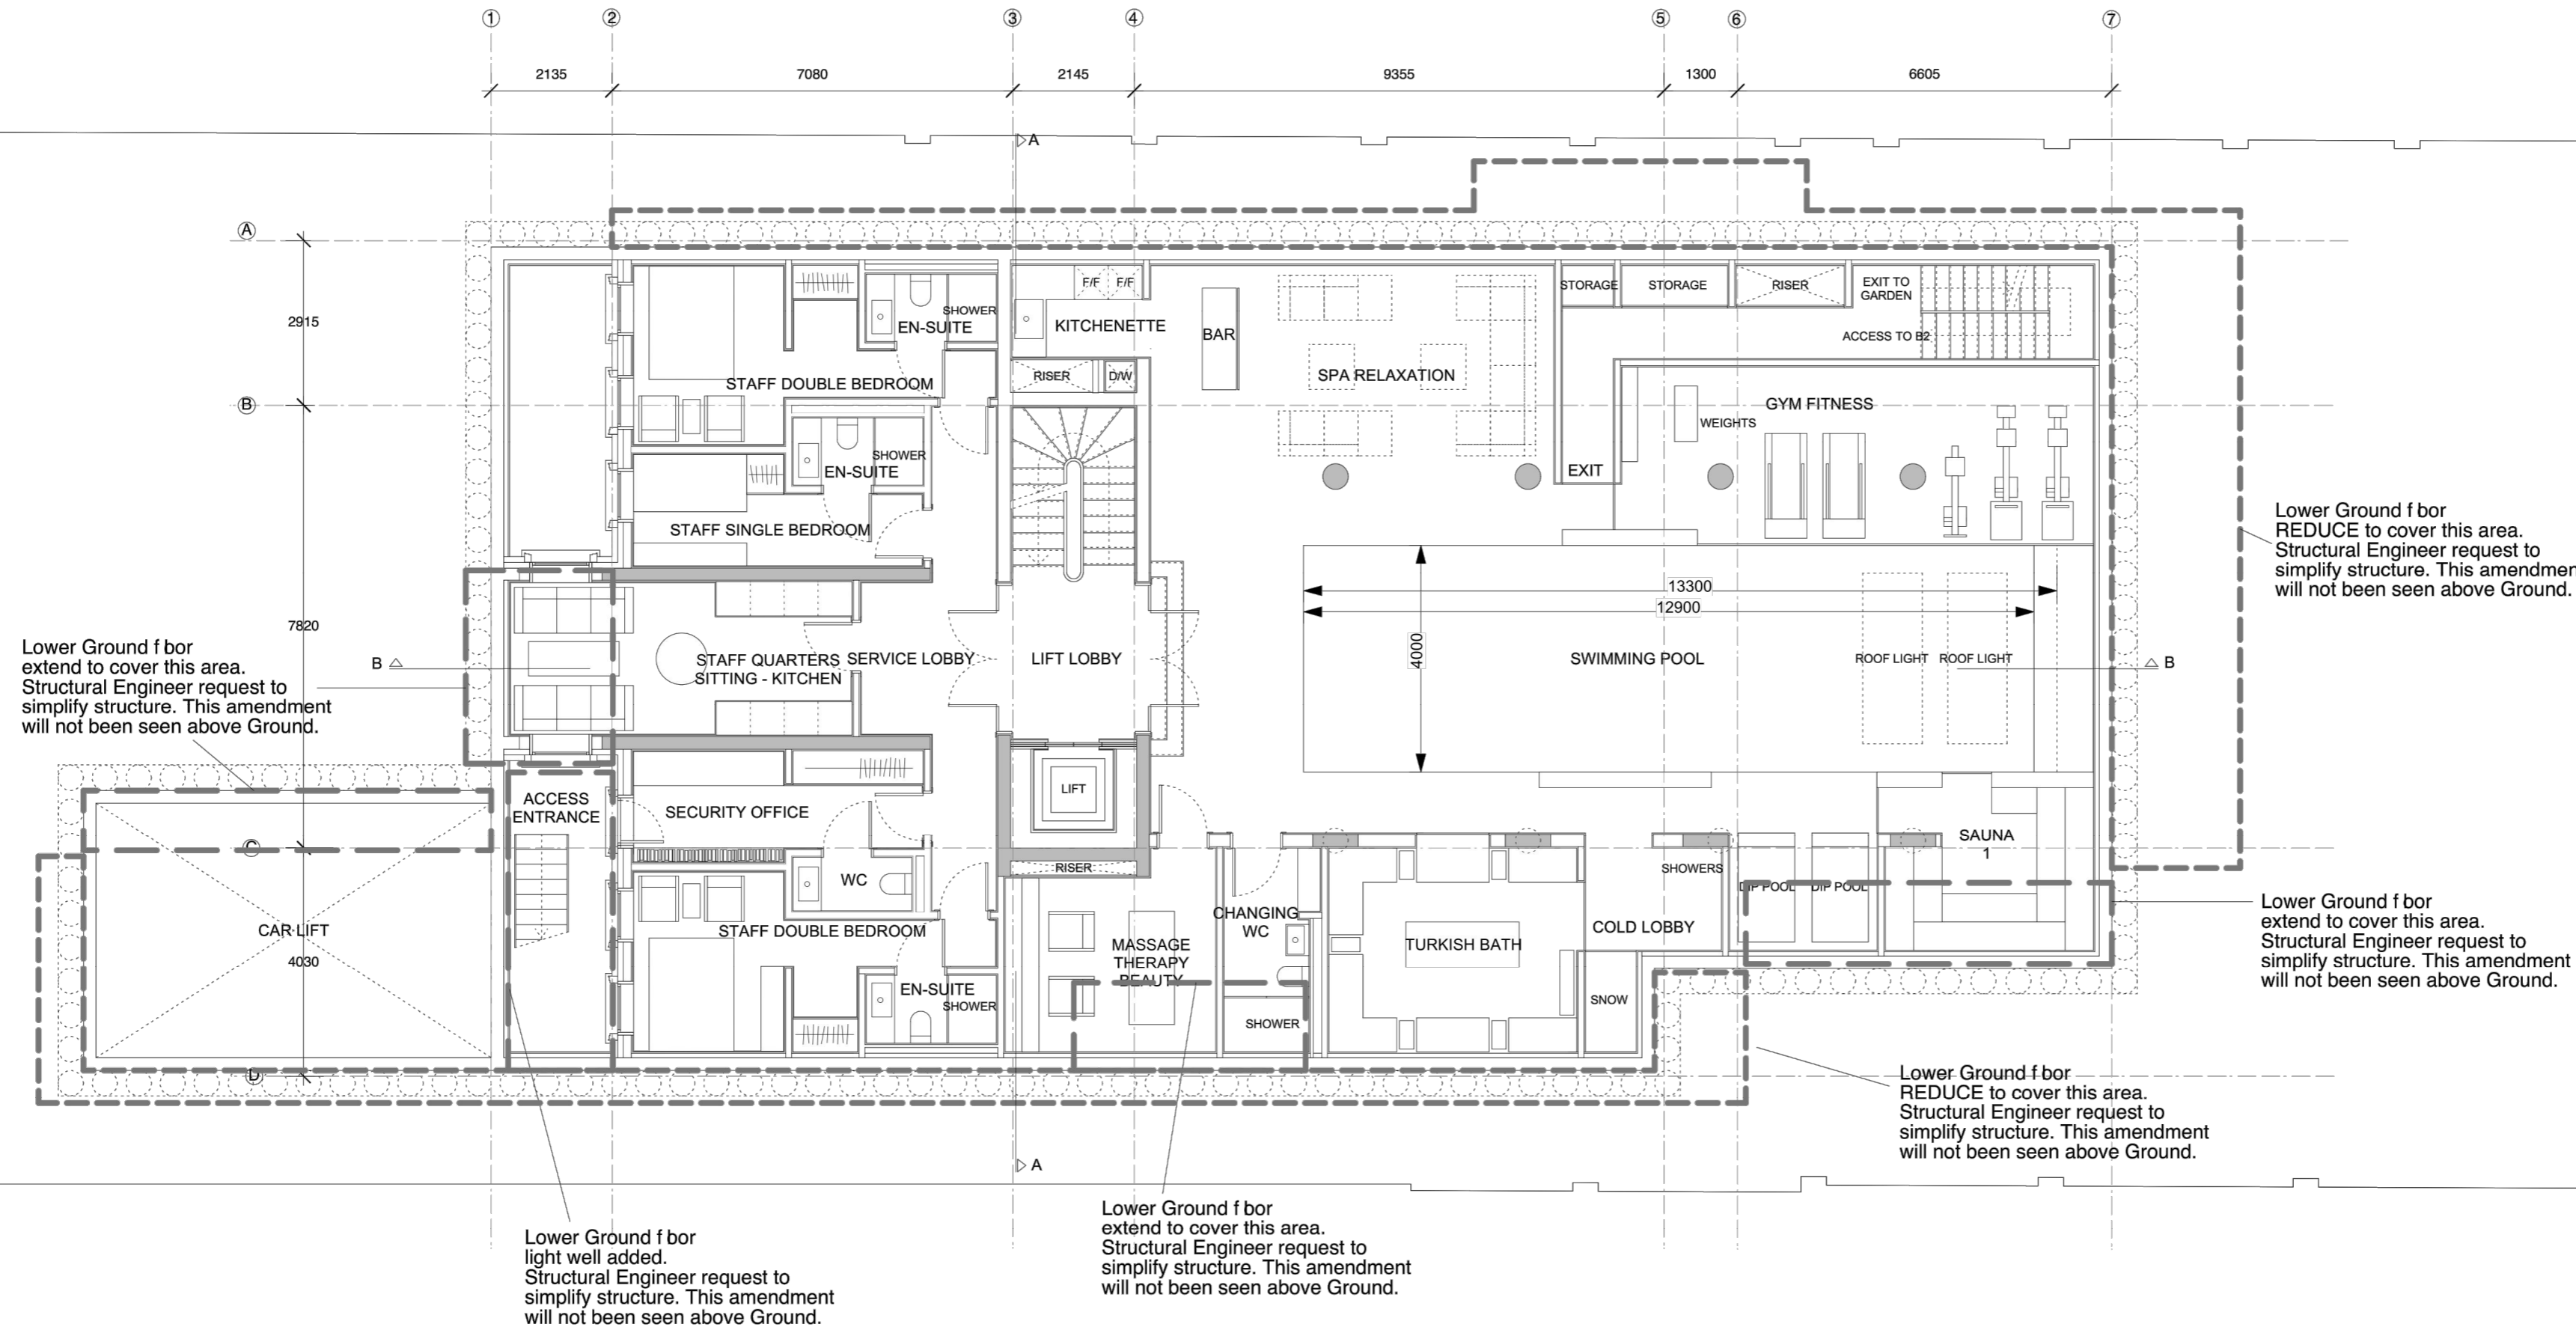 1
2
3
4
5
6
7
2135
7080
2145
9355
1300
6605
A
A
2915
B
7820
C
4030
D
STAFF DOUBLE BEDROOM
EN-SUITE
SHOWER
F/F
F/F
KITCHENETTE
RISER
D/W
BAR
SPA RELAXATION
STORAGE
STORAGE
RISER
EXIT TO
GARDEN
ACCESS TO B2
GYM FITNESS
WEIGHTS
EXIT
EN-SUITE
SHOWER
STAFF SINGLE BEDROOM
13300
12900
4000
SWIMMING POOL
ROOF LIGHT
ROOF LIGHT
B
B
STAFF QUARTERS
SITTING - KITCHEN
SERVICE LOBBY
LIFT LOBBY
LIFT
RISER
ACCESS
ENTRANCE
SECURITY OFFICE
WC
CAR LIFT
STAFF DOUBLE BEDROOM
EN-SUITE
SHOWER
MASSAGE
THERAPY
BEAUTY
CHANGING
WC
SHOWER
TURKISH BATH
COLD LOBBY
SHOWERS
SNOW
DIP POOL
DIP POOL
SAUNA
1
A
Lower Ground f bor
extend to cover this area.
Structural Engineer request to
simplify structure. This amendment
will not been seen above Ground.
Lower Ground f bor
REDUCE to cover this area.
Structural Engineer request to
simplify structure. This amendmen
will not been seen above Ground.
Lower Ground f bor
extend to cover this area.
Structural Engineer request to
simplify structure. This amendment
will not been seen above Ground.
Lower Ground f bor
REDUCE to cover this area.
Structural Engineer request to
simplify structure. This amendment
will not been seen above Ground.
Lower Ground f bor
extend to cover this area.
Structural Engineer request to
simplify structure. This amendment
will not been seen above Ground.
Lower Ground f bor
light well added.
Structural Engineer request to
simplify structure. This amendment
will not been seen above Ground.